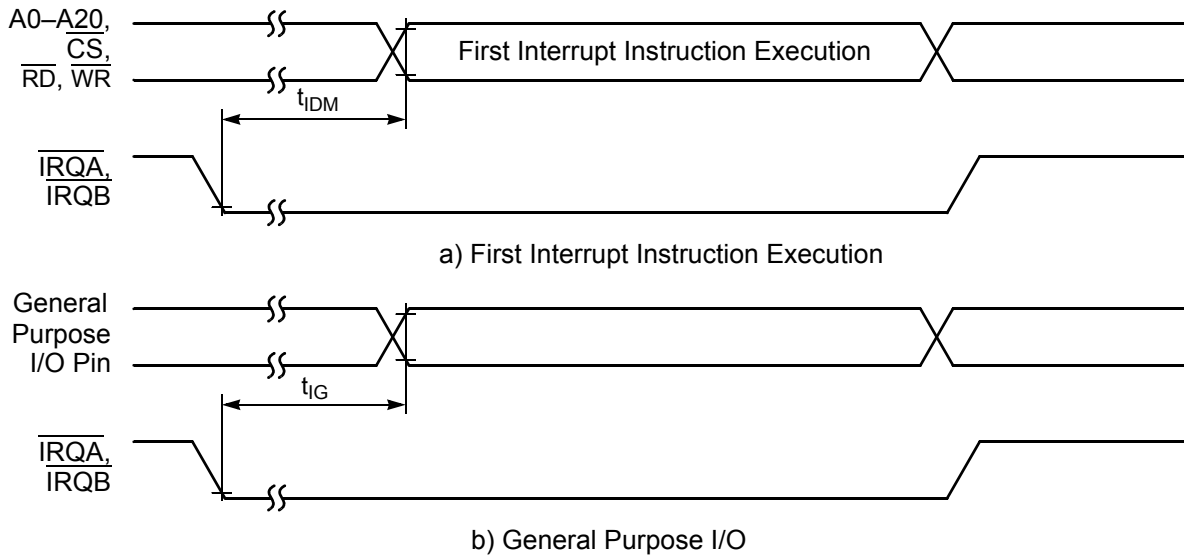 A0–A20,
CS,
RD, WR
First Interrupt Instruction Execution
tIDM
IRQA,
IRQB
a) First Interrupt Instruction Execution
General
Purpose
I/O Pin
tIG
IRQA,
IRQB
b) General Purpose I/O